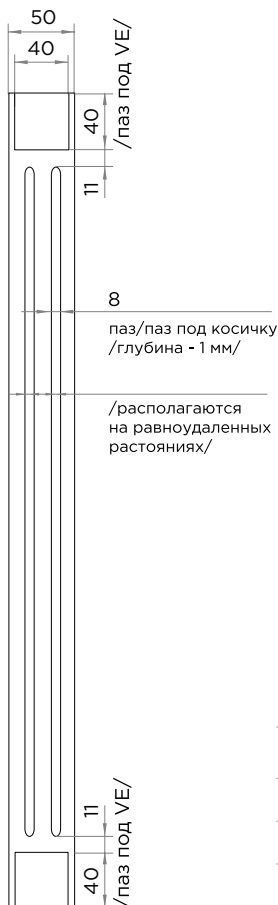 50
40
40
/паз под VE/
11
8
паз/паз под косичку
/глубина - 1 мм/
/располагаются
на равноудаленных
растояниях/
11
40
/паз под VE/